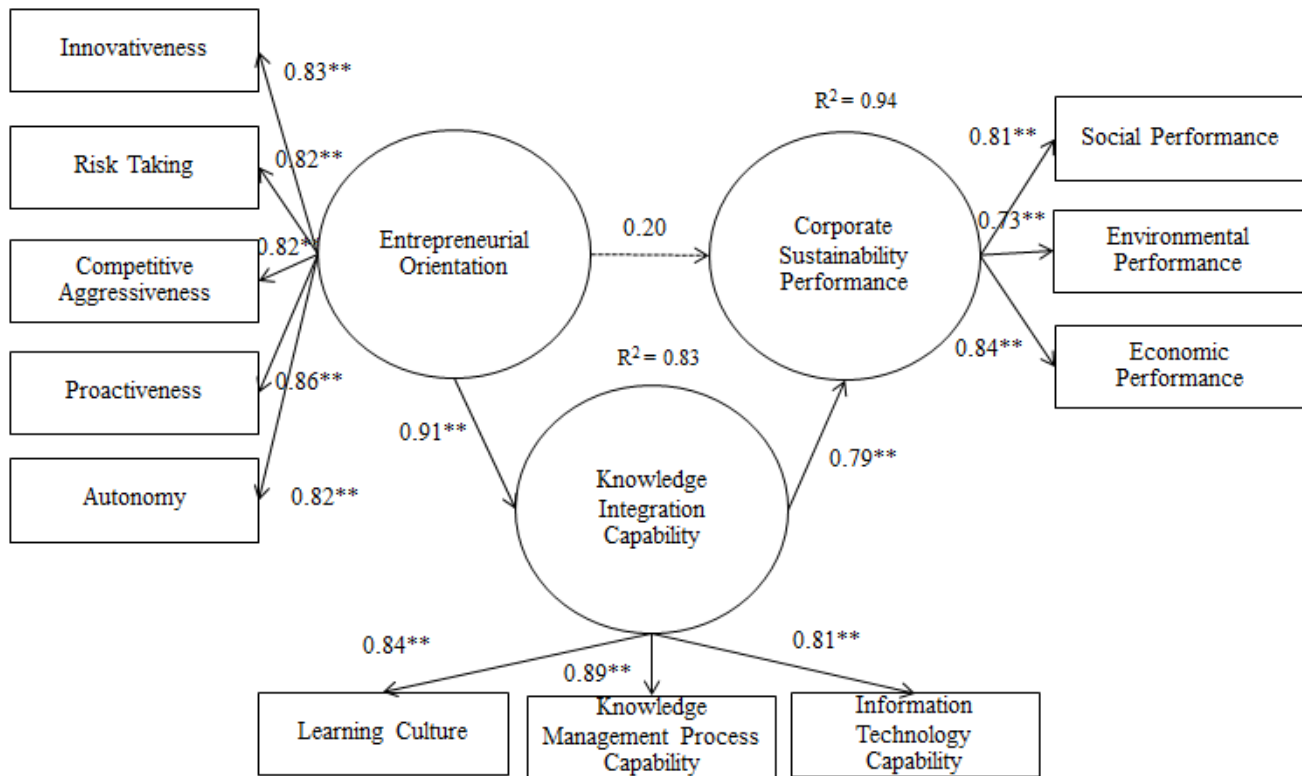 Innovativeness
0.83**
R² = 0.94
0.81**
Social Performance
Risk Taking
0.82**
Entrepreneurial
Orientation
0.20
Corporate
Sustainability
Performance
0.73**
Environmental
Performance
0.82**
Competitive
Aggressiveness
R² = 0.83
0.84**
Economic
Performance
Proactiveness
0.86**
0.91**
0.79**
Autonomy
0.82**
Knowledge
Integration
Capability
0.84**
0.89**
0.81**
Learning Culture
Knowledge
Management Process
Capability
Information
Technology
Capability